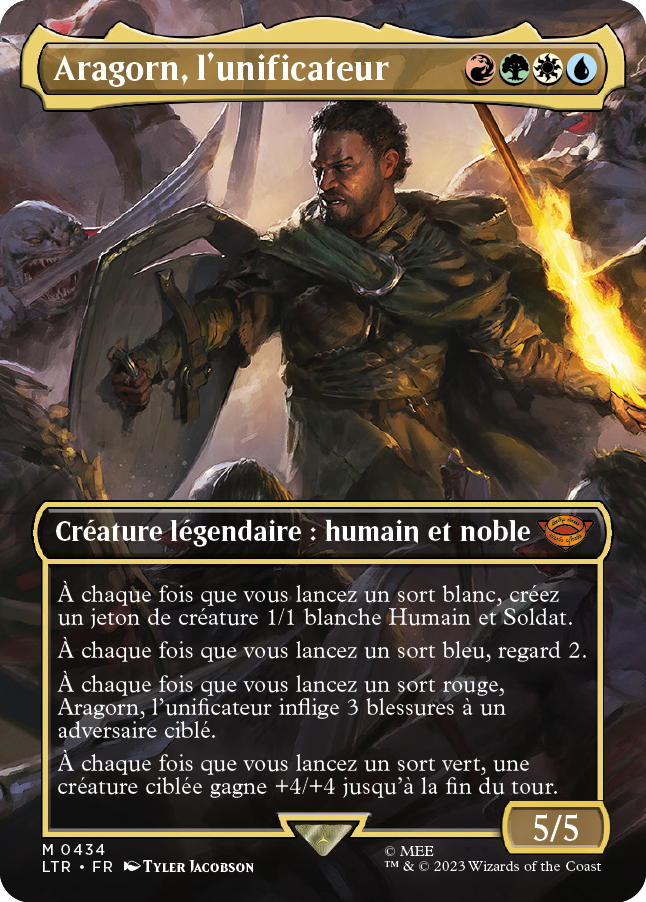 Aragorn, l'unificateur
Créature légendaire : humain et noble
À chaque fois que vous lancez un sort blanc, créez
un jeton de créature 1/1 blanche Humain et Soldat.
À chaque fois que vous lancez un sort bleu, regard 2.
À chaque fois que vous lancez un sort rouge,
Aragorn, l'unificateur inflige 3 blessures à un
adversaire ciblé.
À chaque fois que vous lancez un sort vert, une
créature ciblée gagne +4/+4 jusqu'à la fin du tour.
5/5
M 0434
LTR • FR Tyler Jacobson
© MEE
™ & © 2023 Wizards of the Coast